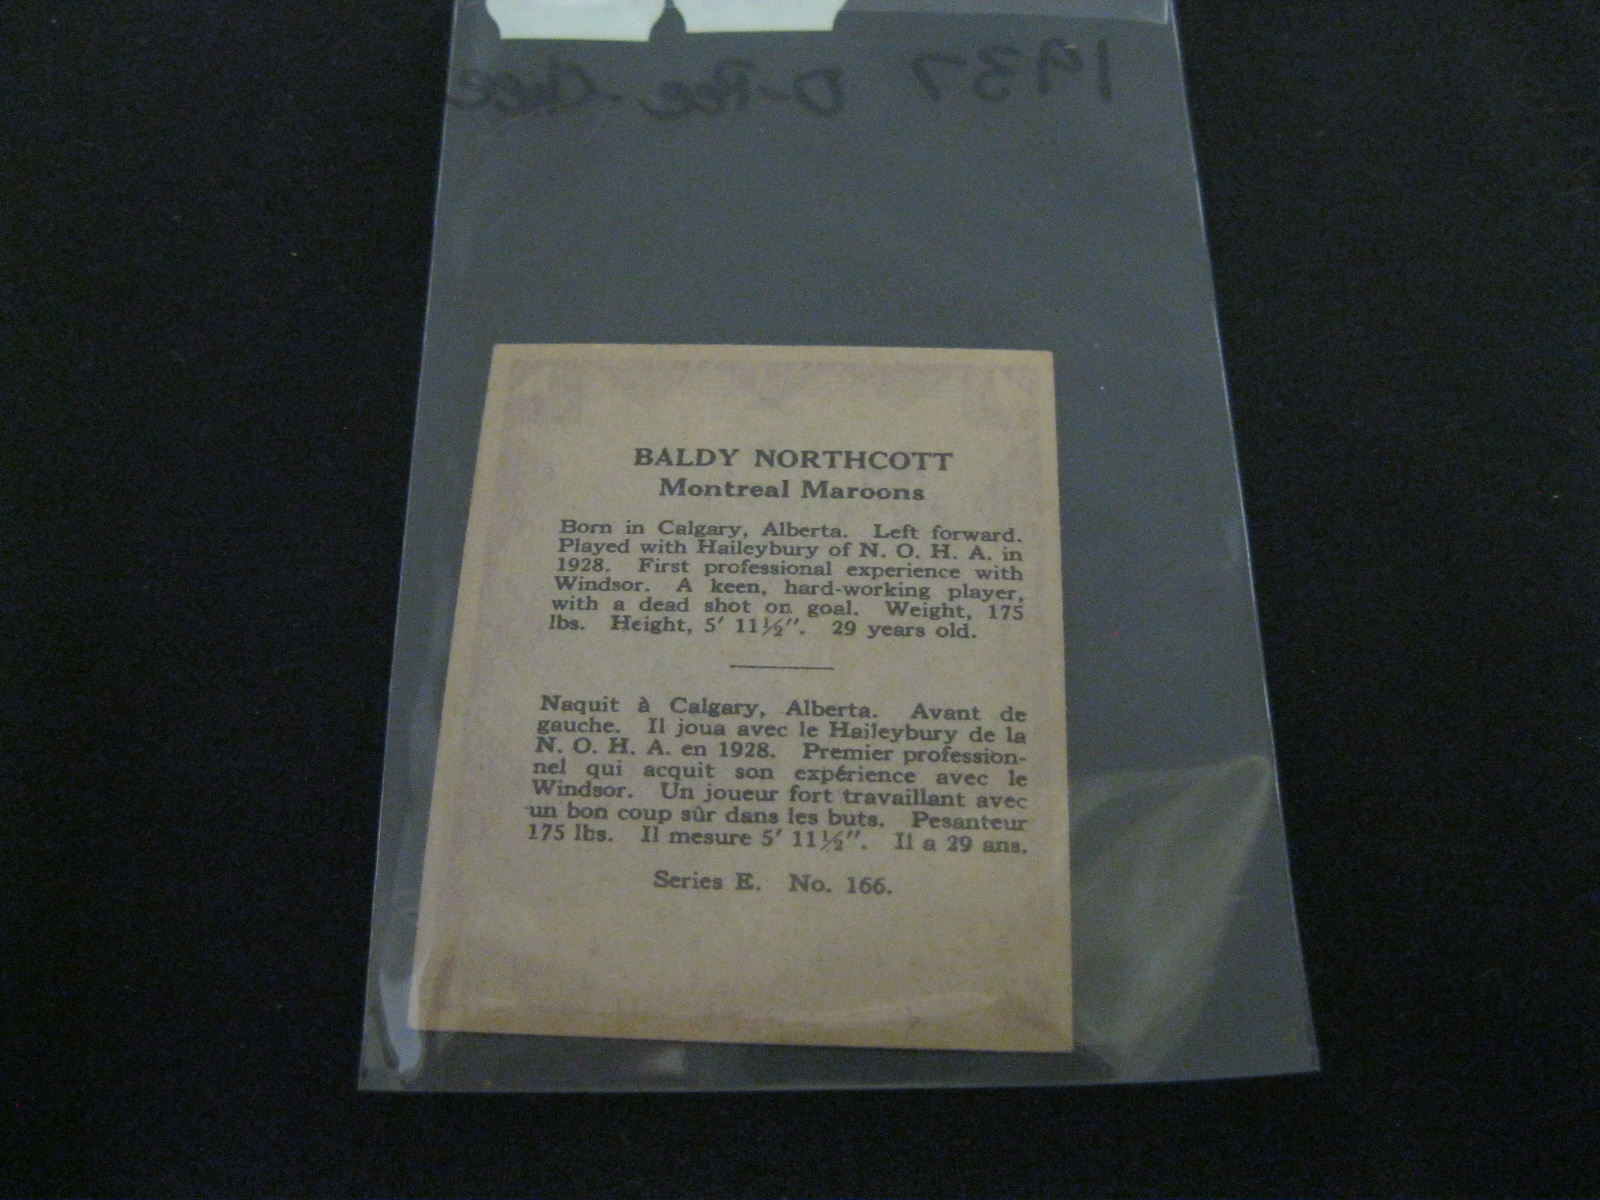 1937 O-Pee-Chee
BALDY NORTHCOTT
Montreal Maroons
Born in Calgary, Alberta. Left forward.
Played with Haileybury of N. O. H. A. in
1928. First professional experience with
Windsor. A keen, hard-working player,
with a dead shot on goal. Weight, 175
lbs. Height, 5′ 11½″. 29 years old.
Naquit à Calgary, Alberta. Avant de
gauche. Il joua avec le Haileybury de la
N. O. H. A. en 1928. Premier profession-
nel qui acquit son expérience avec le
Windsor. Un joueur fort travaillant avec
un bon coup sûr dans les buts. Pesanteur
175 lbs. Il mesure 5′ 11½″. Il a 29 ans.
Series E. No. 166.